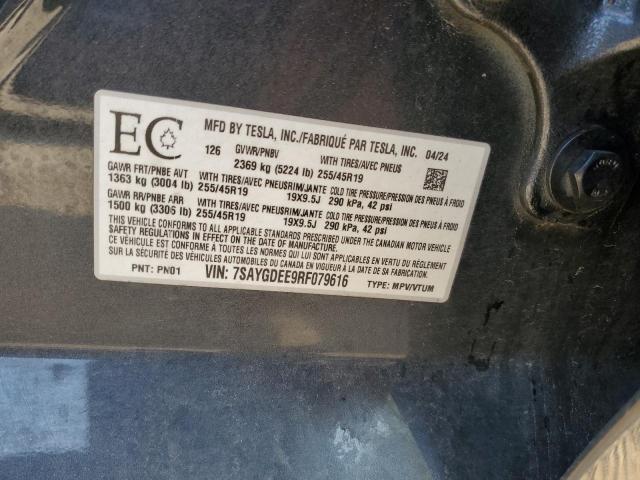 EC
MFD BY TESLA, INC./FABRIQUÉ PAR TESLA, INC. 04/24
126 GVWR/PNBV
2369 kg (5224 lb) WITH TIRES/AVEC PNEUS 255/45R19
GAWR FRT/PNBE AVT WITH TIRES/AVEC PNEUS RIM/JANTE COLD TIRE PRESSURE/PRESSION DES PNEUS À FROID
1363 kg (3004 lb) 255/45R19 19X9.5J 290 kPa, 42 psi
GAWR RR/PNBE ARR WITH TIRES/AVEC PNEUS RIM/JANTE COLD TIRE PRESSURE/PRESSION DES PNEUS À FROID
1500 kg (3306 lb) 255/45R19 19X9.5J 290 kPa, 42 psi
THIS VEHICLE CONFORMS TO ALL APPLICABLE STANDARDS PRESCRIBED UNDER THE CANADIAN MOTOR VEHICLE
SAFETY REGULATIONS IN EFFECT ON THE DATE OF MANUFACTURE
CE VÉHICULE EST CONFORME À TOUTES LES NORMES QUI LUI SONT APPLICABLES EN VERTU DU RÈGLEMENT
SUR LA SÉCURITÉ DES VÉHICULES AUTOMOBILES DU CANADA EN VIGUEUR À LA DATE DE SA FABRICATION
PNT: PN01 VIN: 7SAYGDEE9RF079616 TYPE: MPV/VTUM